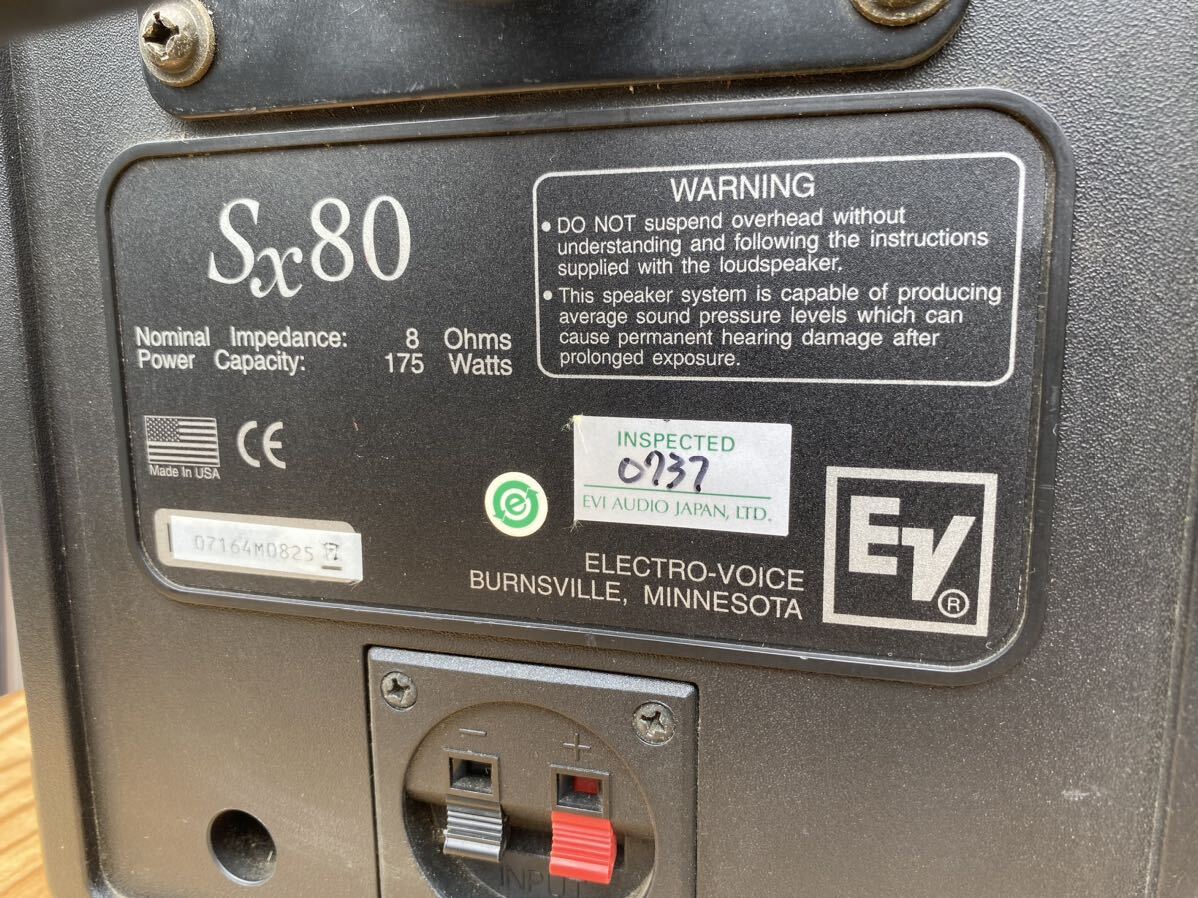 Sx80
Nominal Impedance: 8 Ohms
Power Capacity: 175 Watts
WARNING
• DO NOT suspend overhead without
understanding and following the instructions
supplied with the loudspeaker.
• This speaker system is capable of producing
average sound pressure levels which can
cause permanent hearing damage after
prolonged exposure.
Made In USA
CE
07164M0825
e
INSPECTED
0737
EVI AUDIO JAPAN, LTD.
ELECTRO-VOICE
BURNSVILLE, MINNESOTA
EV®
- +
INPUT